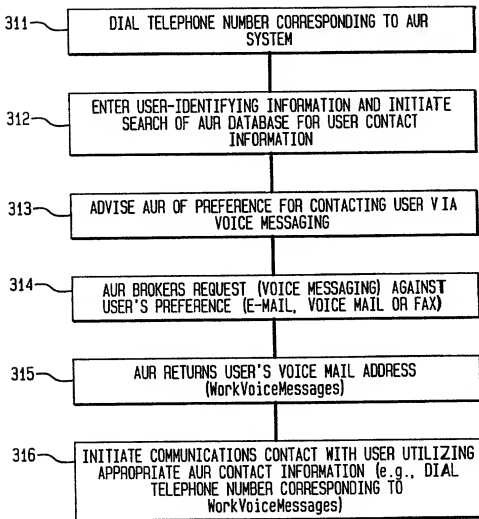 311
DIAL TELEPHONE NUMBER CORRESPONDING TO AUR
SYSTEM
312
ENTER USER-IDENTIFYING INFORMATION AND INITIATE
SEARCH OF AUR DATABASE FOR USER CONTACT
INFORMATION
313
ADVISE AUR OF PREFERENCE FOR CONTACTING USER VIA
VOICE MESSAGING
314
AUR BROKERS REQUEST (VOICE MESSAGING) AGAINST
USER'S PREFERENCE (E-MAIL, VOICE MAIL OR FAX)
315
AUR RETURNS USER'S VOICE MAIL ADDRESS
(WorkVoiceMessages)
316
INITIATE COMMUNICATIONS CONTACT WITH USER UTILIZING
APPROPRIATE AUR CONTACT INFORMATION (e.g., DIAL
TELEPHONE NUMBER CORRESPONDING TO
WorkVoiceMessages)